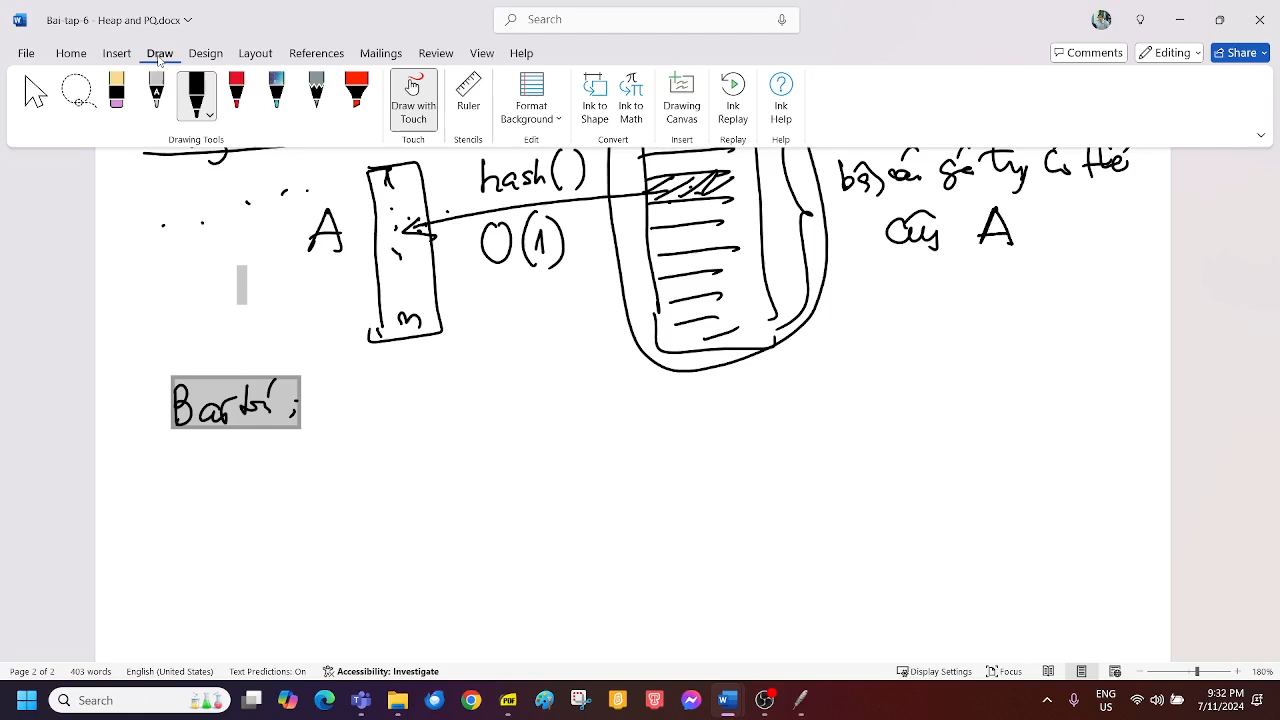 Bai-tap-6 - Heap and PQ.docx
Search
File Home Insert Draw Design Layout References Mailings Review View Help
Comments Editing Share
Draw with Touch
Ruler
Format Background
Ink to Shape
Ink to Math
Drawing Canvas
Ink Replay
Ink Help
Drawing Tools
Touch Stencils Edit Convert Insert Replay Help
hash()
A O(1) A
Page 2 of 2 403 words English (United States) Text Predictions: On Accessibility: Investigate Display Settings Focus 180%
Search ENG 9:32 PM
US 7/11/2024